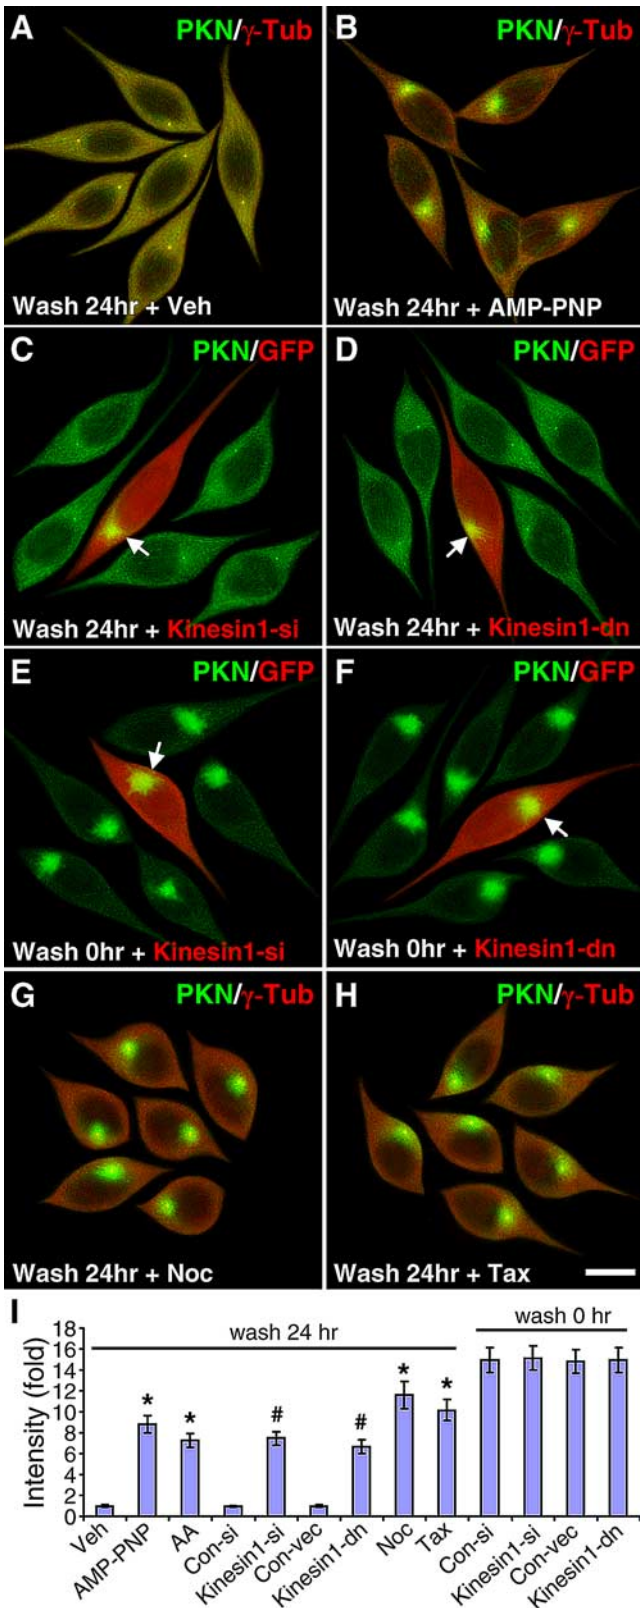 A PKN/γ-Tub
Wash 24hr + Veh
B PKN/γ-Tub
Wash 24hr + AMP-PNP
C PKN/GFP
Wash 24hr + Kinesin1-si
D PKN/GFP
Wash 24hr + Kinesin1-dn
E PKN/GFP
Wash 0hr + Kinesin1-si
F PKN/GFP
Wash 0hr + Kinesin1-dn
G PKN/γ-Tub
Wash 24hr + Noc
H PKN/γ-Tub
Wash 24hr + Tax
I
wash 24 hr
wash 0 hr
Intensity (fold)
18
16
14
12
10
8
6
4
2
0
* * # # * *
Veh
AMP-PNP
AA
Con-si
Kinesin1-si
Con-vec
Kinesin1-dn
Noc
Tax
Con-si
Kinesin1-si
Con-vec
Kinesin1-dn